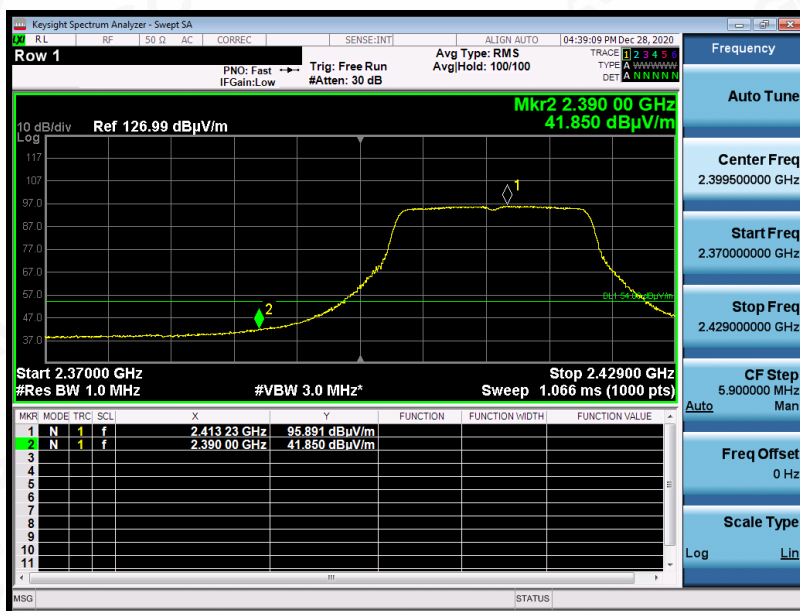 Keysight Spectrum Analyzer - Swept SA
LXI RL RF 50 Ω AC CORREC SENSE:INT ALIGN AUTO 04:39:09 PM Dec 28, 2020
Row 1
PNO: Fast
IFGain:Low
Trig: Free Run
#Atten: 30 dB
Avg Type: RMS
Avg|Hold: 100/100
TRACE 1 2 3 4 5 6
TYPE A WWWWW
DET A N N N N N
Mkr2 2.390 00 GHz
41.850 dBµV/m
10 dB/div Ref 126.99 dBµV/m
Log
117
107
97.0
87.0
77.0
67.0
57.0
47.0
37.0
1
2
DL1 54.00 dBµV/m
Start 2.37000 GHz Stop 2.42900 GHz
#Res BW 1.0 MHz #VBW 3.0 MHz* Sweep 1.066 ms (1000 pts)
MKR MODE TRC SCL X Y FUNCTION FUNCTION WIDTH FUNCTION VALUE
1 N 1 f 2.413 23 GHz 95.891 dBµV/m
2 N 1 f 2.390 00 GHz 41.850 dBµV/m
3
4
5
6
7
8
9
10
11
MSG STATUS
Frequency
Auto Tune
Center Freq
2.399500000 GHz
Start Freq
2.370000000 GHz
Stop Freq
2.429000000 GHz
CF Step
5.900000 MHz
Auto Man
Freq Offset
0 Hz
Scale Type
Log Lin